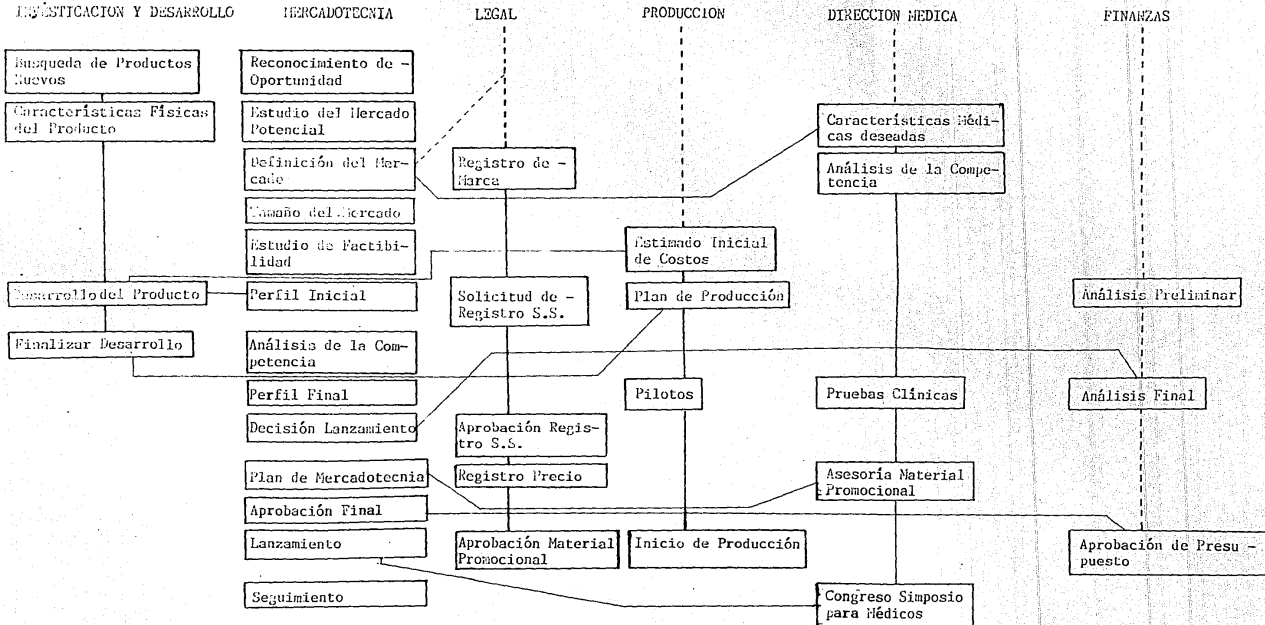 INVESTIGACION Y DESARROLLO
Busqueda de Productos
Nuevos
Características Físicas
del Producto
Desarrollo del Producto
Finalizar Desarrollo
MERCADOTECNIA
Reconocimiento de -
Oportunidad
Estudio del Mercado
Potencial
Definición del Mer-
cado
Tamaño del Mercado
Estudio de Factibi-
lidad
Perfil Inicial
Análisis de la Com-
petencia
Perfil Final
Decisión Lanzamiento
Plan de Mercadotecnia
Aprobación Final
Lanzamiento
Seguimiento
LEGAL
Registro de -
Marca
Solicitud de -
Registro S.S.
Aprobación Regis-
tro S.S.
Registro Precio
Aprobación Material
Promocional
PRODUCCION
Estimado Inicial
de Costos
Plan de Producción
Pilotos
Inicio de Producción
DIRECCION MEDICA
Características Médi-
cas deseadas
Análisis de la Compe-
tencia
Pruebas Clínicas
Asesoría Material
Promocional
Congreso Simposio
para Médicos
FINANZAS
Análisis Preliminar
Análisis Final
Aprobación de Presu -
puesto